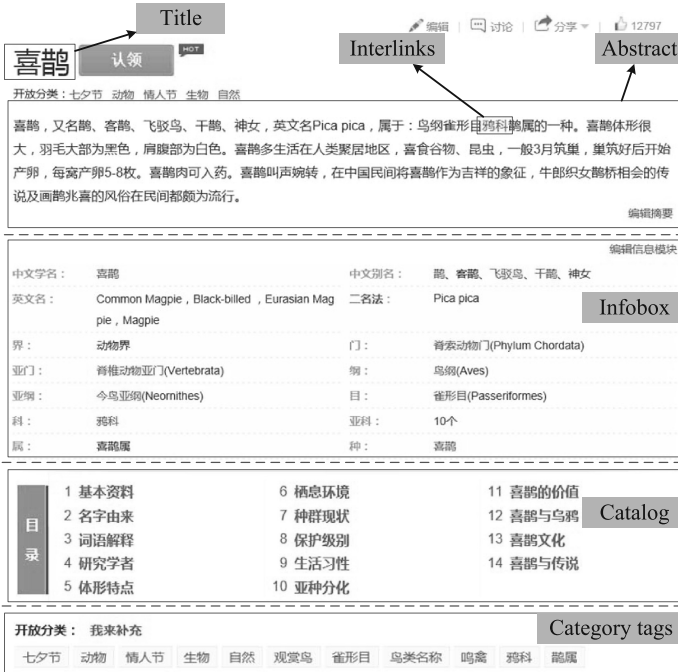 Title
编辑 讨论 分享 12797
喜鹊 认领 HOT
Interlinks
Abstract
开放分类：七夕节 动物 情人节 生物 自然
喜鹊，又名鹊、客鹊、飞驳鸟、干鹊、神女，英文名Pica pica，属于：鸟纲雀形目鸦科鹊属的一种。喜鹊体形很
大，羽毛大部为黑色，肩腹部为白色。喜鹊多生活在人类聚居地区，喜食谷物、昆虫，一般3月筑巢，巢筑好后开始
产卵，每窝产卵5-8枚。喜鹊肉可入药。喜鹊叫声婉转，在中国民间将喜鹊作为吉祥的象征，牛郎织女鹊桥相会的传
说及画鹊兆喜的风俗在民间都颇为流行。
编辑摘要
编辑信息模块
中文学名： 喜鹊 中文别名： 鹊、客鹊、飞驳鸟、干鹊、神女
英文名： Common Magpie，Black-billed ，Eurasian Mag 二名法： Pica pica
pie，Magpie
Infobox
界： 动物界 门： 脊索动物门(Phylum Chordata)
亚门： 脊椎动物亚门(Vertebrata) 纲： 鸟纲(Aves)
亚纲： 今鸟亚纲(Neornithes) 目： 雀形目(Passeriformes)
科： 鸦科 亚科： 10个
属： 喜鹊属 种： 喜鹊
目录
1 基本资料 6 栖息环境 11 喜鹊的价值
2 名字由来 7 种群现状 12 喜鹊与乌鸦
3 词语解释 8 保护级别 13 喜鹊文化
4 研究学者 9 生活习性 14 喜鹊与传说
5 体形特点 10 亚种分化
Catalog
开放分类： 我来补充
Category tags
七夕节 动物 情人节 生物 自然 观赏鸟 雀形目 鸟类名称 鸣禽 鸦科 鹊属